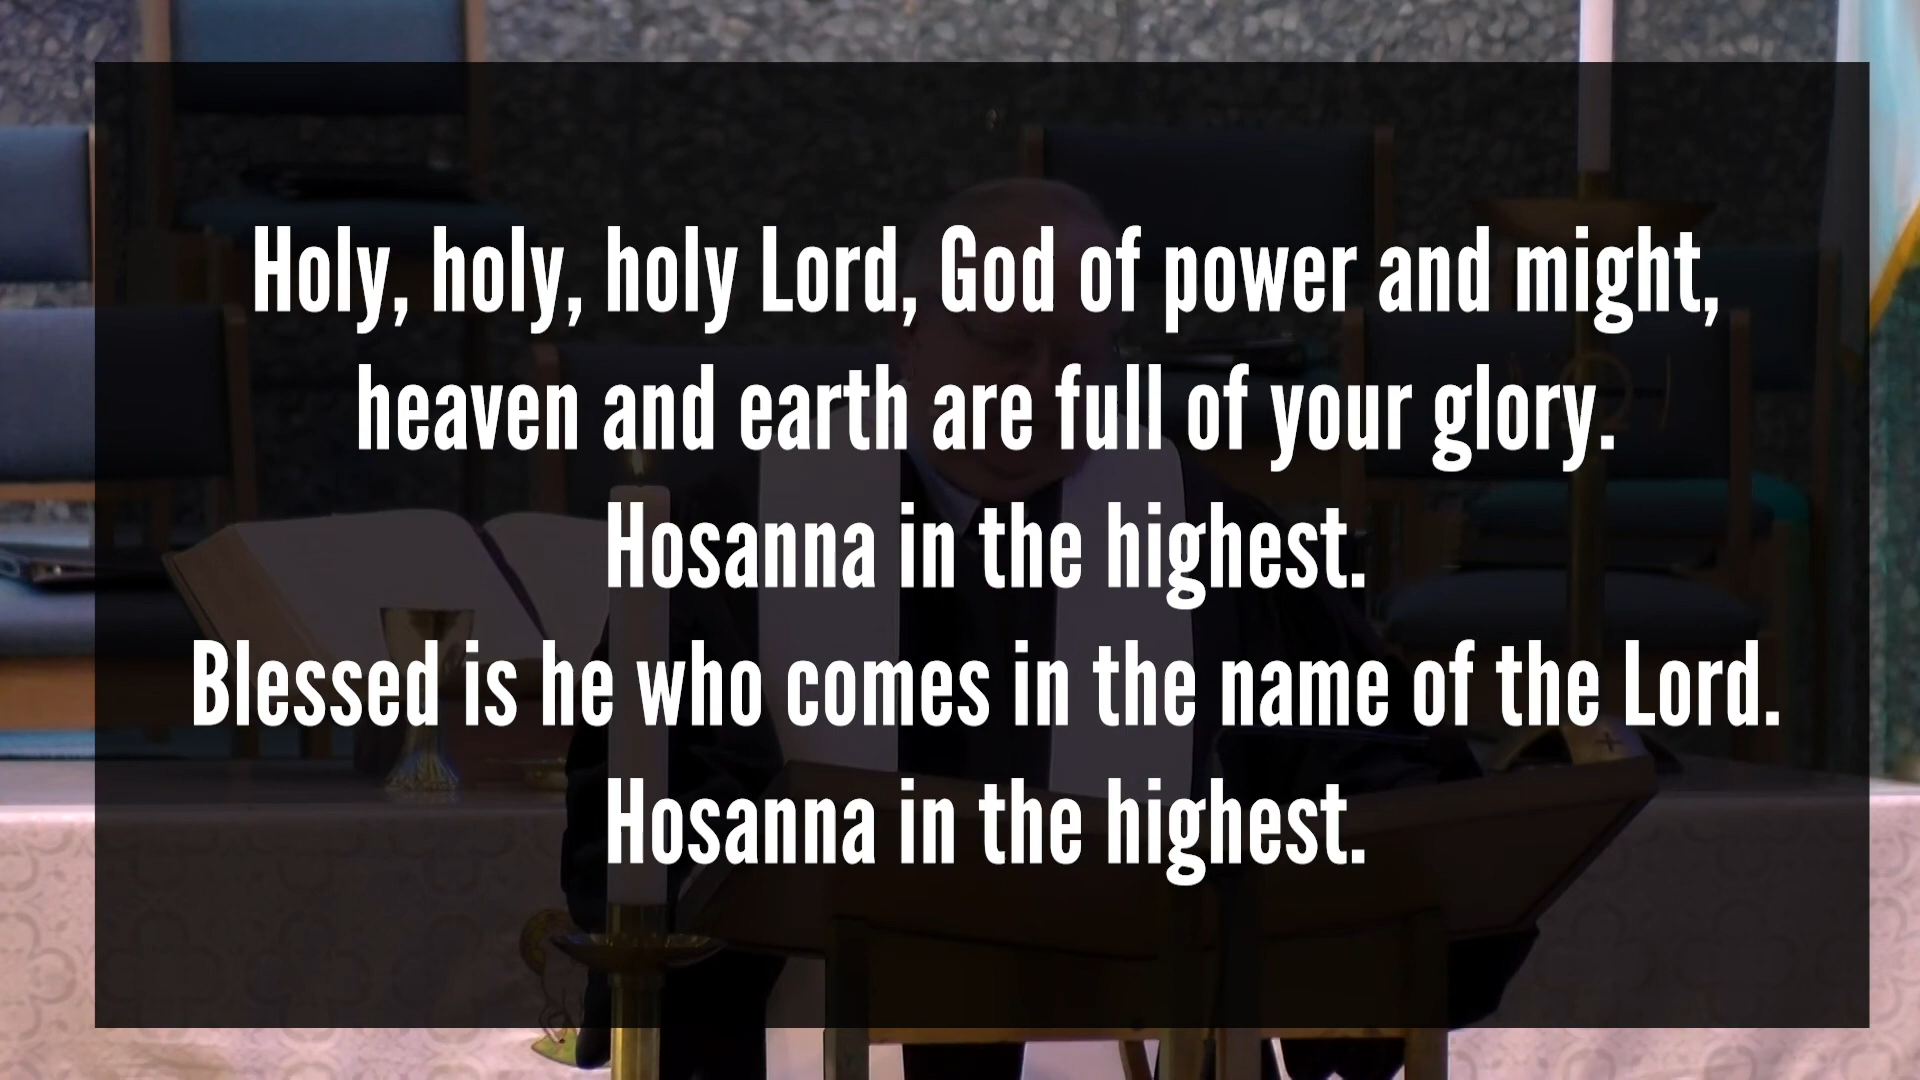 Holy, holy, holy Lord, God of power and might,
heaven and earth are full of your glory.
Hosanna in the highest.
Blessed is he who comes in the name of the Lord.
Hosanna in the highest.